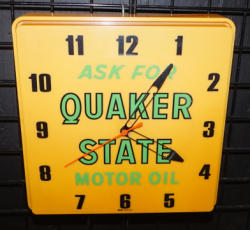 11 12 1
10 2
ASK FOR
QUAKER
9 3
STATE
8 4
MOTOR OIL
7 6 5